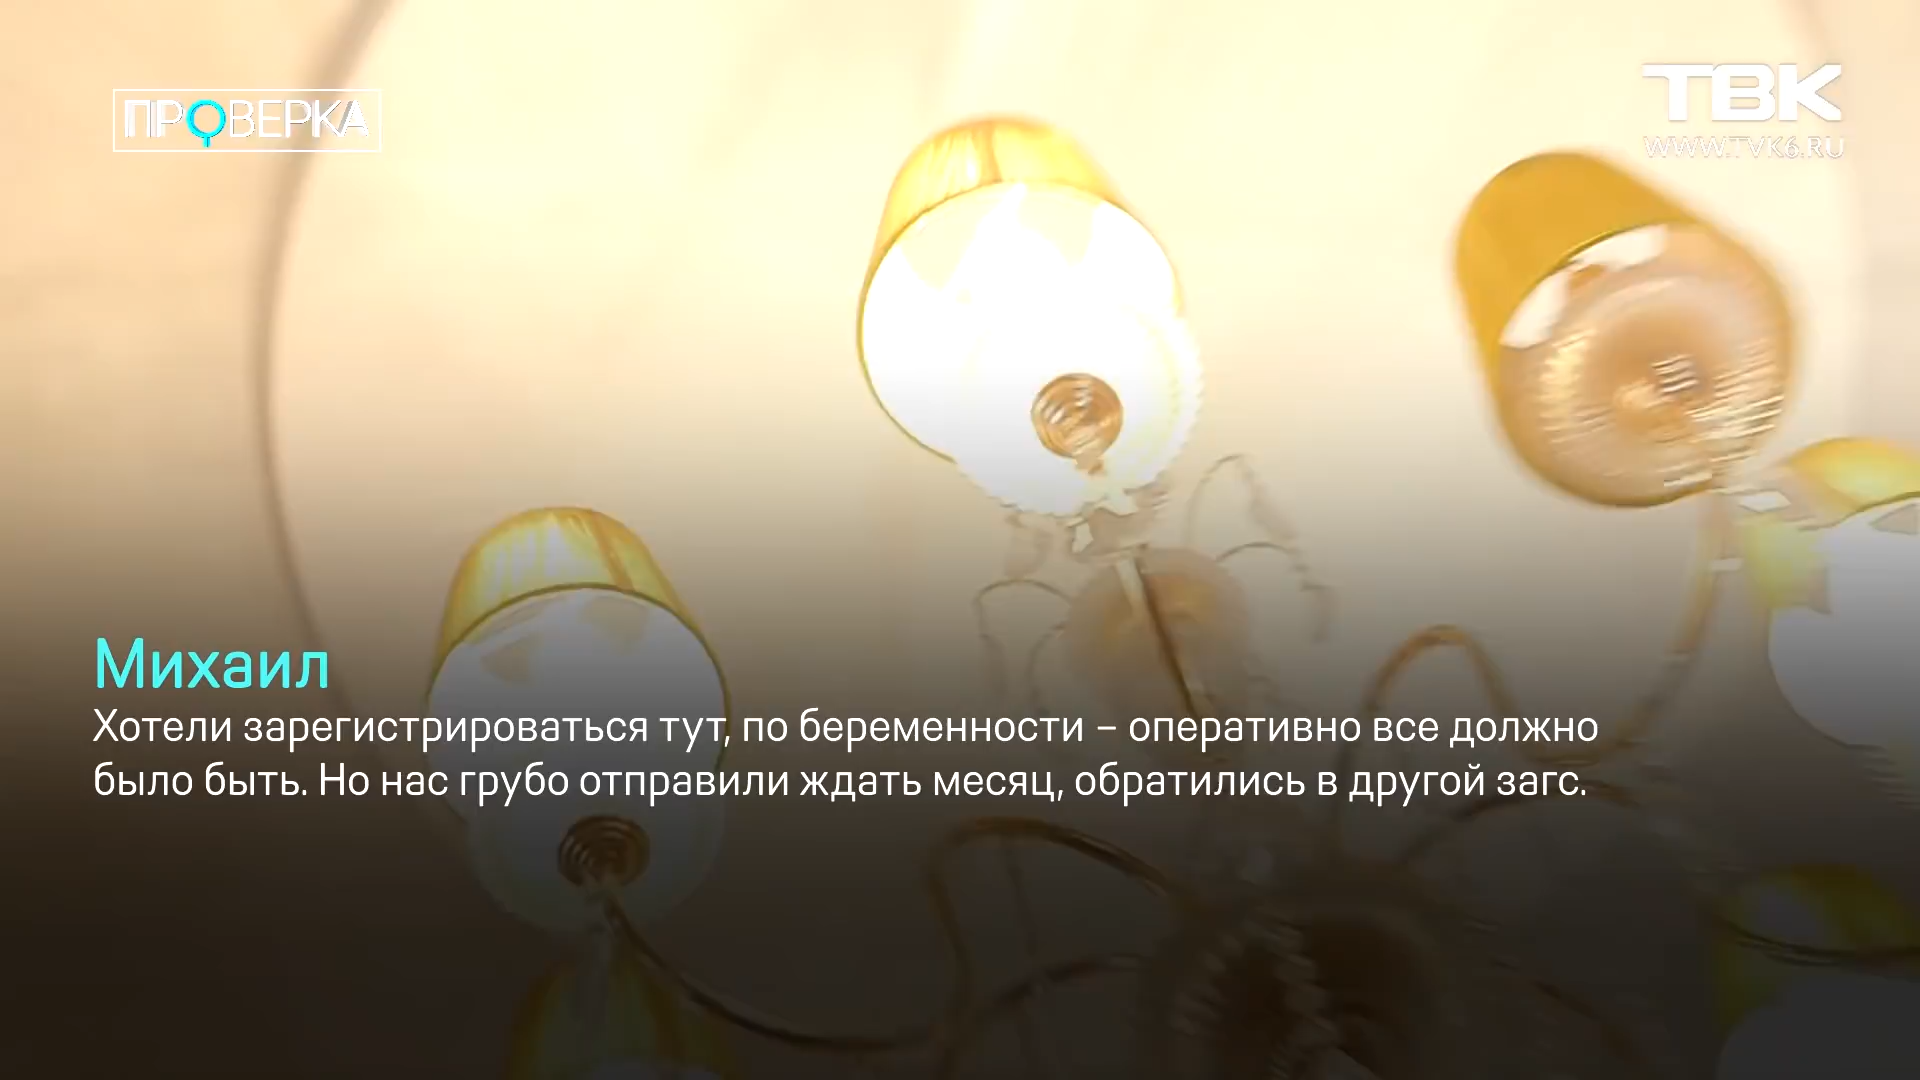 ПРОВЕРКА
ТВК
WWW.TVK6.RU
Михаил
Хотели зарегистрироваться тут, по беременности – оперативно все должно
было быть. Но нас грубо отправили ждать месяц, обратились в другой загс.